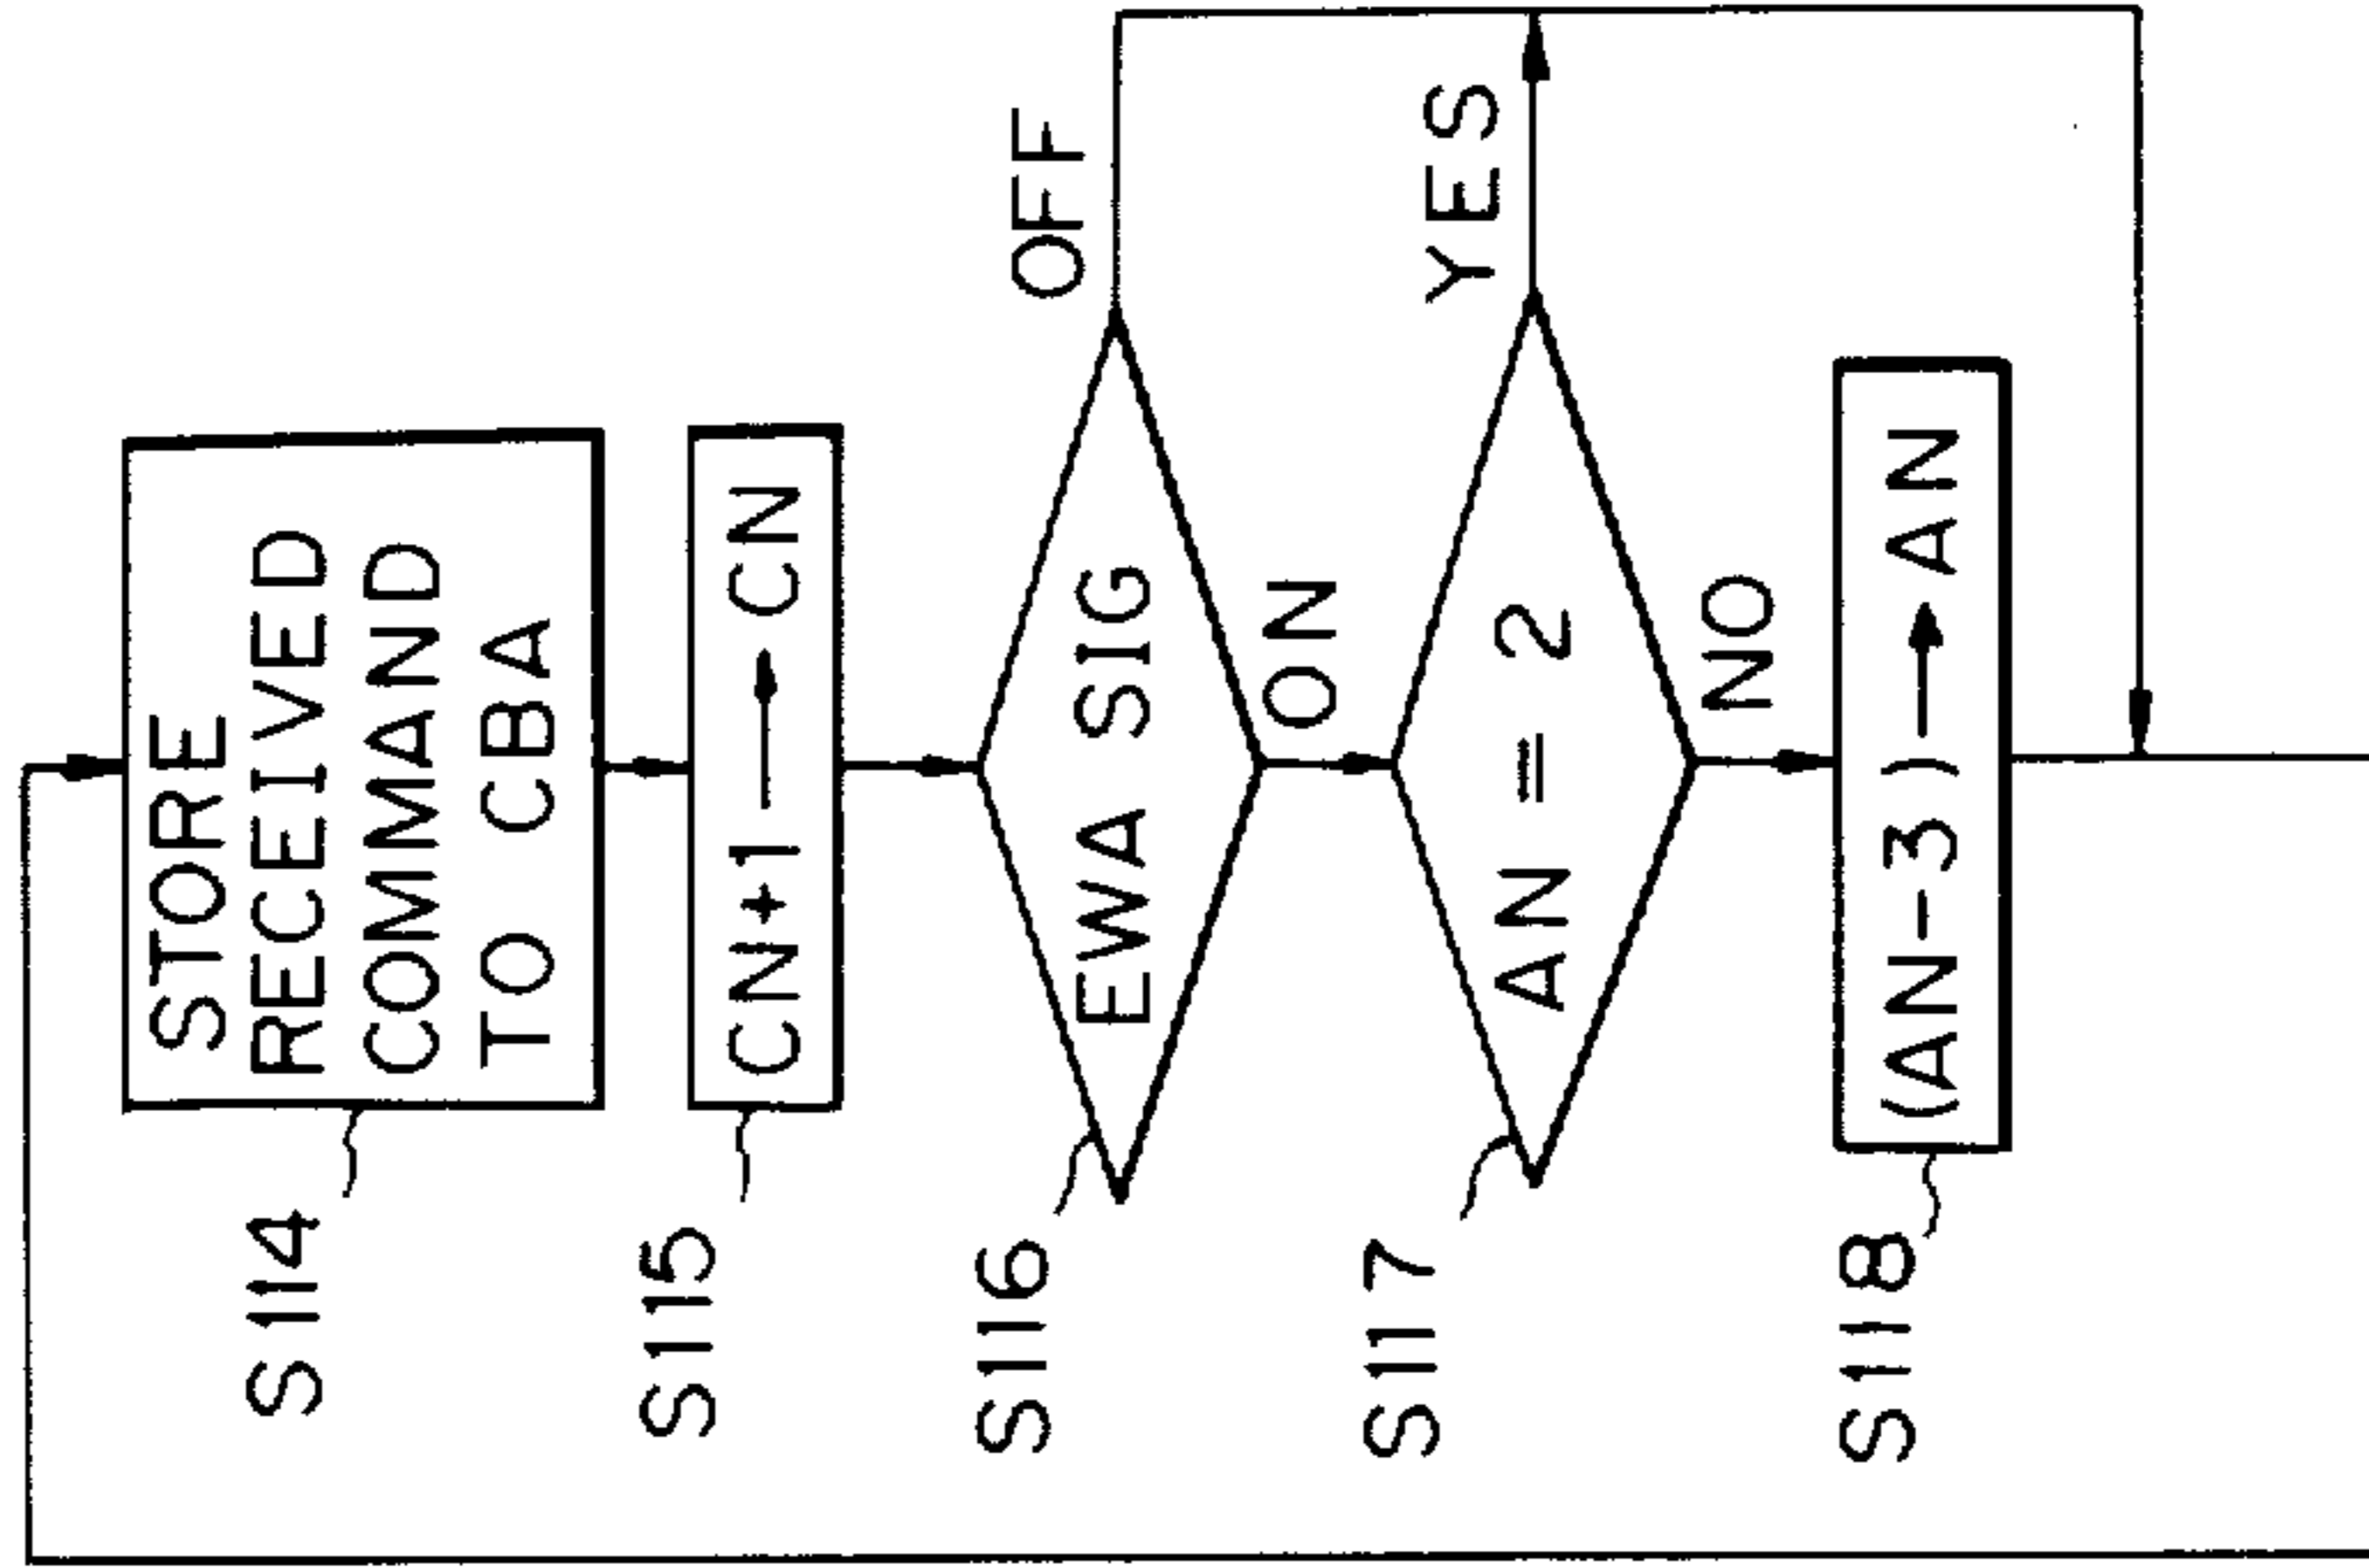 S114
STORE
RECEIVED
COMMAND
TO CBA
S115
CN+1 → CN
S116
EWA SIG
OFF
ON
S117
AN = 2
YES
NO
S118
(AN-3) → AN